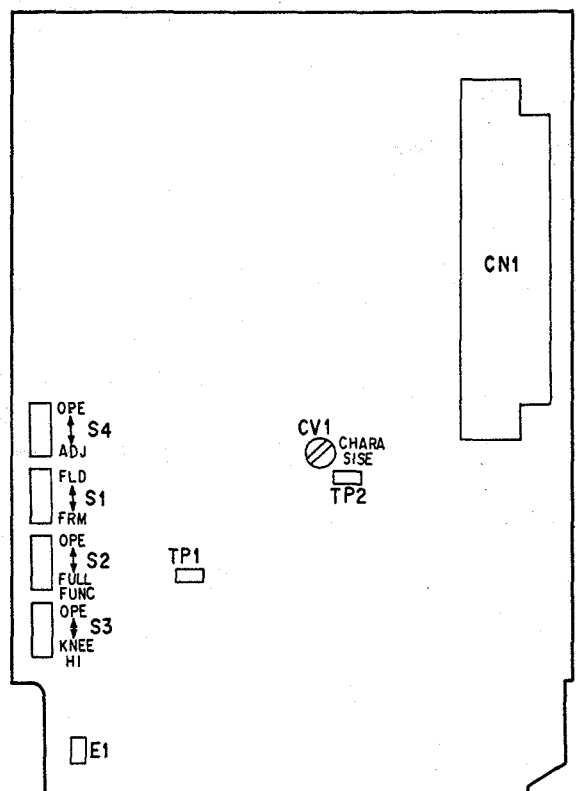 CN1
OPE
S4
ADJ
CV1
CHARA
SISE
TP2
FLD
S1
FRM
OPE
S2
FULL
FUNC
TP1
OPE
S3
KNEE
HI
E1